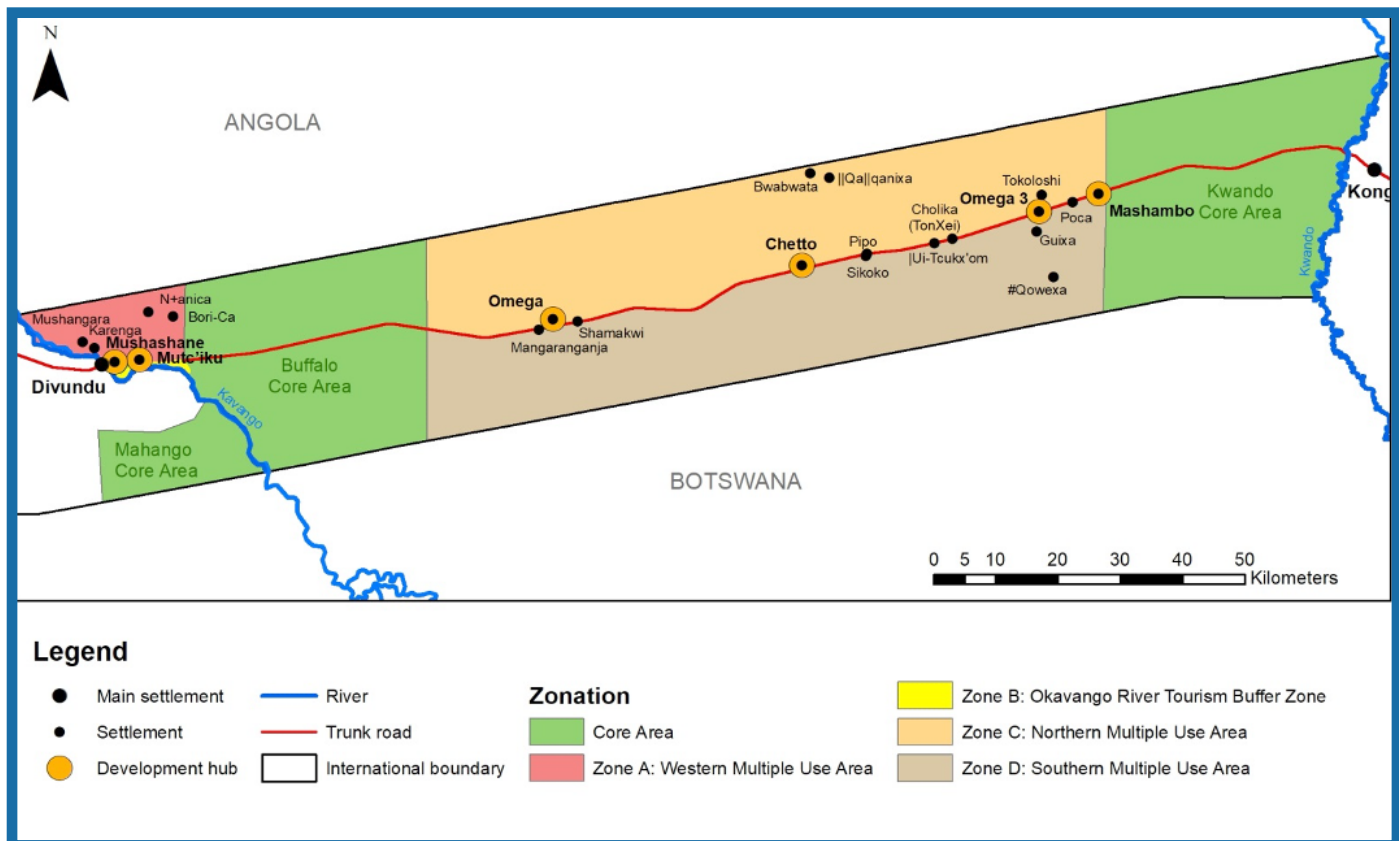 N
ANGOLA
Bwabwata
||Qa||qanixa
Tokoloshi
Omega 3
Kwando
Core Area
Kong
Mashambo
Poca
Cholika
(TonXei)
Guixa
Chetto
Pipo
Sikoko
|Ui-Tcukx'om
#Qowexa
Kwando
N+anica
Bori-Ca
Mushangara
Karenga
Omega
Shamakwi
Mangaranganja
Mushashane
Mutc'iku
Divundu
Buffalo
Core Area
Kavango
Mahango
Core Area
BOTSWANA
0 5 10 20 30 40 50
Kilometers
Legend
Main settlement
Settlement
Development hub
River
Trunk road
International boundary
Zonation
Core Area
Zone A: Western Multiple Use Area
Zone B: Okavango River Tourism Buffer Zone
Zone C: Northern Multiple Use Area
Zone D: Southern Multiple Use Area